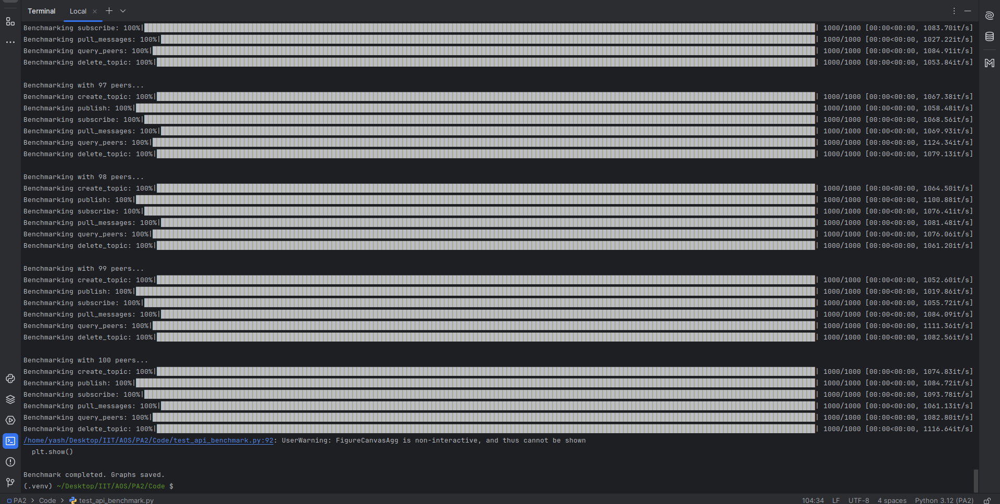 Terminal Local
Benchmarking subscribe: 100%| | 1000/1000 [00:00<00:00, 1083.70it/s]
Benchmarking pull_messages: 100%| | 1000/1000 [00:00<00:00, 1027.22it/s]
Benchmarking query_peers: 100%| | 1000/1000 [00:00<00:00, 1084.91it/s]
Benchmarking delete_topic: 100%| | 1000/1000 [00:00<00:00, 1053.84it/s]
Benchmarking with 97 peers...
Benchmarking create_topic: 100%| | 1000/1000 [00:00<00:00, 1067.38it/s]
Benchmarking publish: 100%| | 1000/1000 [00:00<00:00, 1058.48it/s]
Benchmarking subscribe: 100%| | 1000/1000 [00:00<00:00, 1068.56it/s]
Benchmarking pull_messages: 100%| | 1000/1000 [00:00<00:00, 1069.93it/s]
Benchmarking query_peers: 100%| | 1000/1000 [00:00<00:00, 1124.34it/s]
Benchmarking delete_topic: 100%| | 1000/1000 [00:00<00:00, 1079.13it/s]
Benchmarking with 98 peers...
Benchmarking create_topic: 100%| | 1000/1000 [00:00<00:00, 1064.50it/s]
Benchmarking publish: 100%| | 1000/1000 [00:00<00:00, 1100.88it/s]
Benchmarking subscribe: 100%| | 1000/1000 [00:00<00:00, 1076.41it/s]
Benchmarking pull_messages: 100%| | 1000/1000 [00:00<00:00, 1081.48it/s]
Benchmarking query_peers: 100%| | 1000/1000 [00:00<00:00, 1076.06it/s]
Benchmarking delete_topic: 100%| | 1000/1000 [00:00<00:00, 1061.20it/s]
Benchmarking with 99 peers...
Benchmarking create_topic: 100%| | 1000/1000 [00:00<00:00, 1052.60it/s]
Benchmarking publish: 100%| | 1000/1000 [00:00<00:00, 1019.86it/s]
Benchmarking subscribe: 100%| | 1000/1000 [00:00<00:00, 1055.72it/s]
Benchmarking pull_messages: 100%| | 1000/1000 [00:00<00:00, 1084.09it/s]
Benchmarking query_peers: 100%| | 1000/1000 [00:00<00:00, 1111.36it/s]
Benchmarking delete_topic: 100%| | 1000/1000 [00:00<00:00, 1082.56it/s]
Benchmarking with 100 peers...
Benchmarking create_topic: 100%| | 1000/1000 [00:00<00:00, 1074.83it/s]
Benchmarking publish: 100%| | 1000/1000 [00:00<00:00, 1084.72it/s]
Benchmarking subscribe: 100%| | 1000/1000 [00:00<00:00, 1093.78it/s]
Benchmarking pull_messages: 100%| | 1000/1000 [00:00<00:00, 1061.13it/s]
Benchmarking query_peers: 100%| | 1000/1000 [00:00<00:00, 1082.80it/s]
Benchmarking delete_topic: 100%| | 1000/1000 [00:00<00:00, 1116.64it/s]
/home/yash/Desktop/IIT/AOS/PA2/Code/test_api_benchmark.py:92: UserWarning: FigureCanvasAgg is non-interactive, and thus cannot be shown
plt.show()
Benchmark completed. Graphs saved.
(.venv) ~/Desktop/IIT/AOS/PA2/Code $
PA2 > Code > test_api_benchmark.py 104:34 LF UTF-8 4 spaces Python 3.12 (PA2)